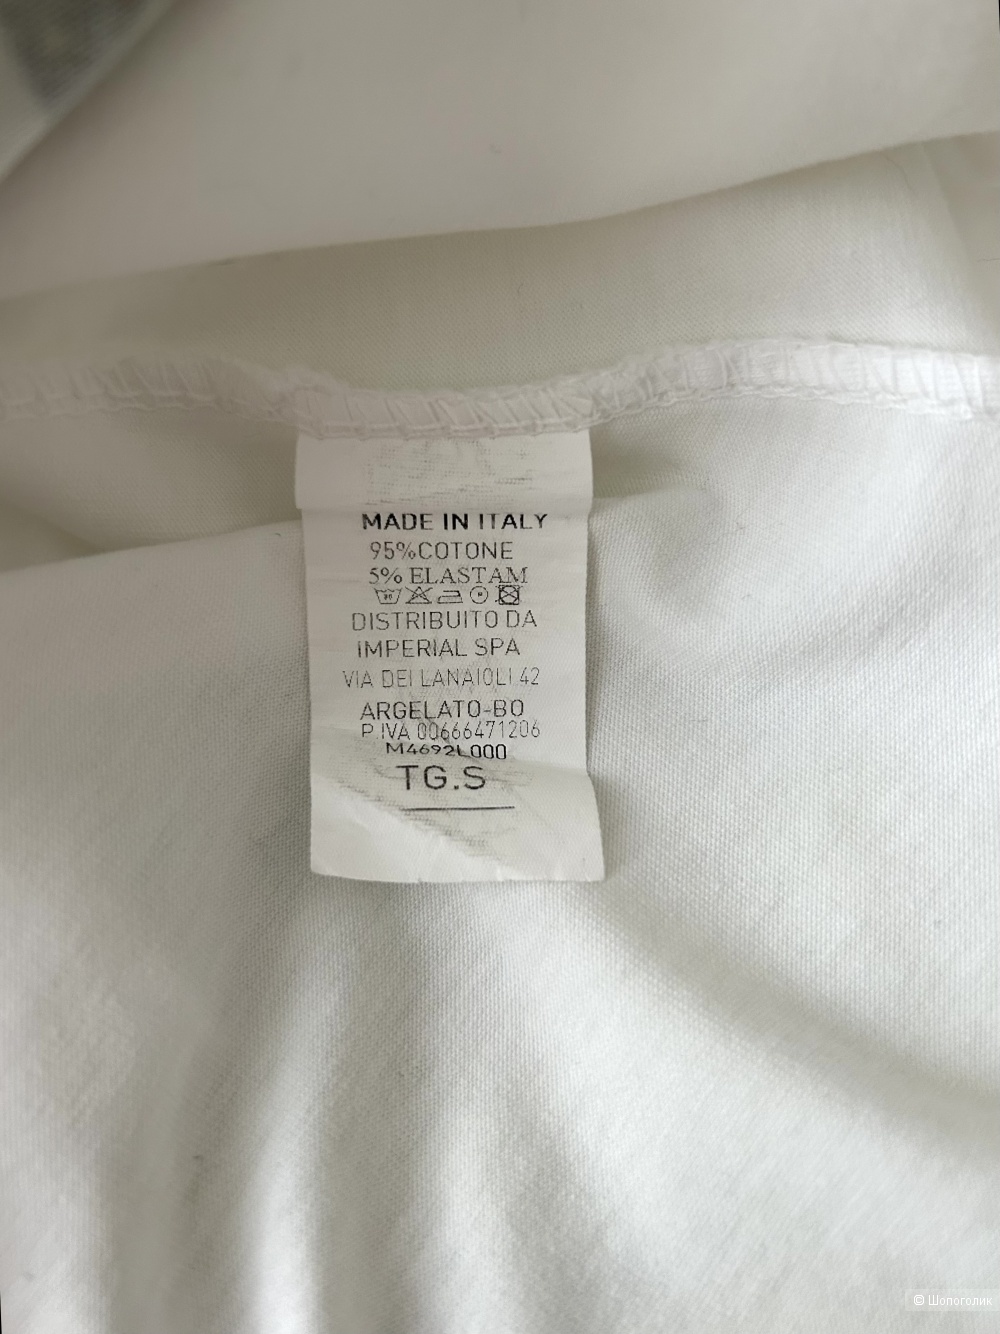 MADE IN ITALY
95%COTONE
5% ELASTAM
DISTRIBUITO DA
IMPERIAL SPA
VIA DEI LANAIOLI 42
ARGELATO-BO
P.IVA 00666471206
M4692L000
TG.S
© Шопоголик